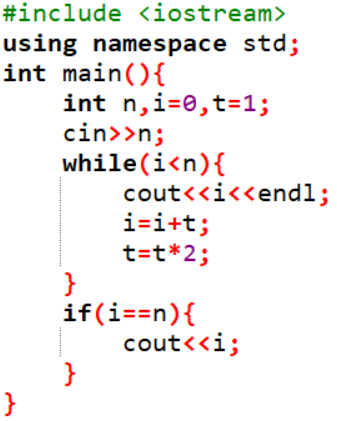 #include <iostream>
using namespace std;
int main(){
    int n,i=0,t=1;
    cin>>n;
    while(i<n){
        cout<<i<<endl;
        i=i+t;
        t=t*2;
    }
    if(i==n){
        cout<<i;
    }
}